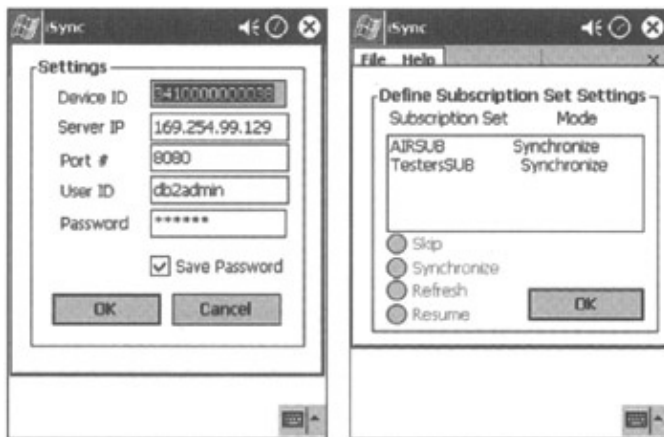 iSync
Settings
Device ID
Server IP 169.254.99.129
Port # 8080
User ID db2admin
Password ******
Save Password
OK Cancel
iSync
File Help
Define Subscription Set Settings
Subscription Set Mode
AIRSUB Synchronize
TestersSUB Synchronize
Skip
Synchronize
Refresh
Resume
OK